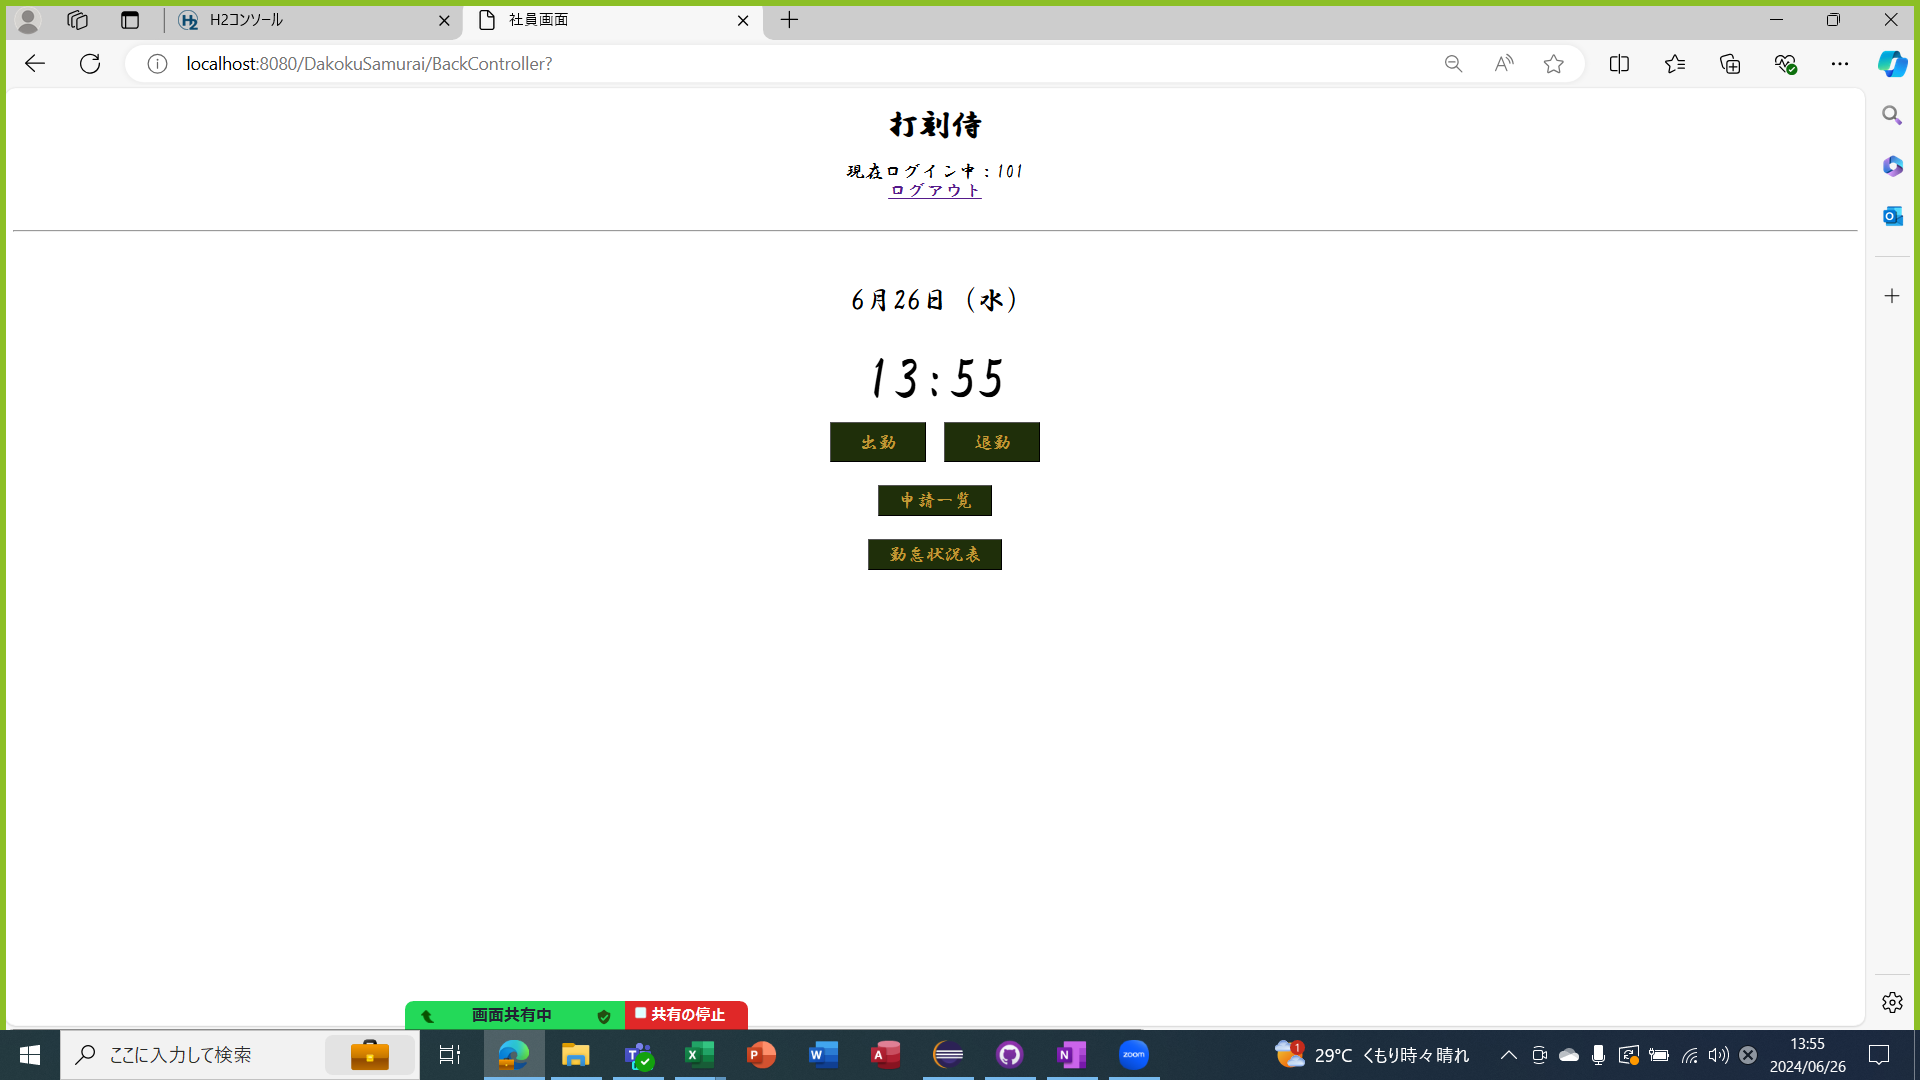 H2コンソール
社員画面
localhost:8080/DakokuSamurai/BackController?
打刻侍
現在ログイン中：101
ログアウト
6月26日（水）
13:55
出勤 退勤
申請一覧
勤怠状況表
画面共有中 共有の停止
ここに入力して検索
29°C くもり時々晴れ
13:55
2024/06/26